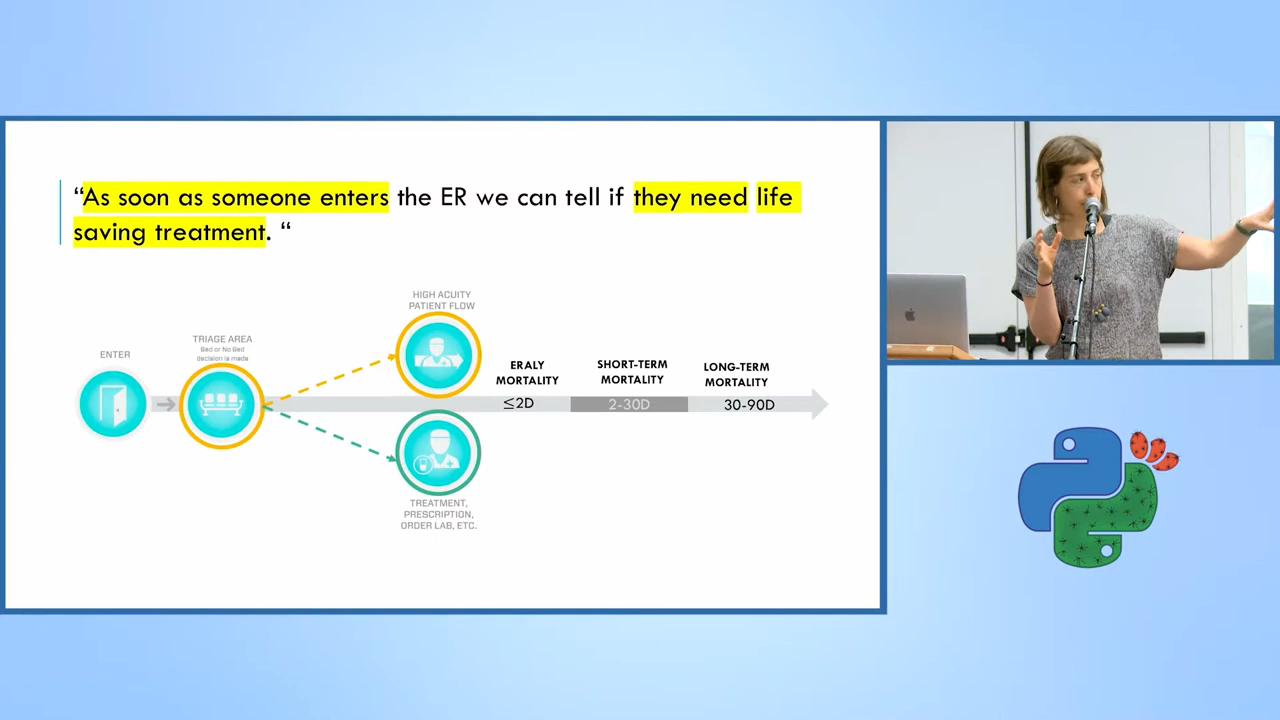 “As soon as someone enters the ER we can tell if they need life
saving treatment. “
HIGH ACUITY
PATIENT FLOW
TRIAGE AREA
Bed or No Bed
decision is made
ENTER
ERALY
MORTALITY
≤2D
SHORT-TERM
MORTALITY
2-30D
LONG-TERM
MORTALITY
30-90D
TREATMENT,
PRESCRIPTION,
ORDER LAB, ETC.